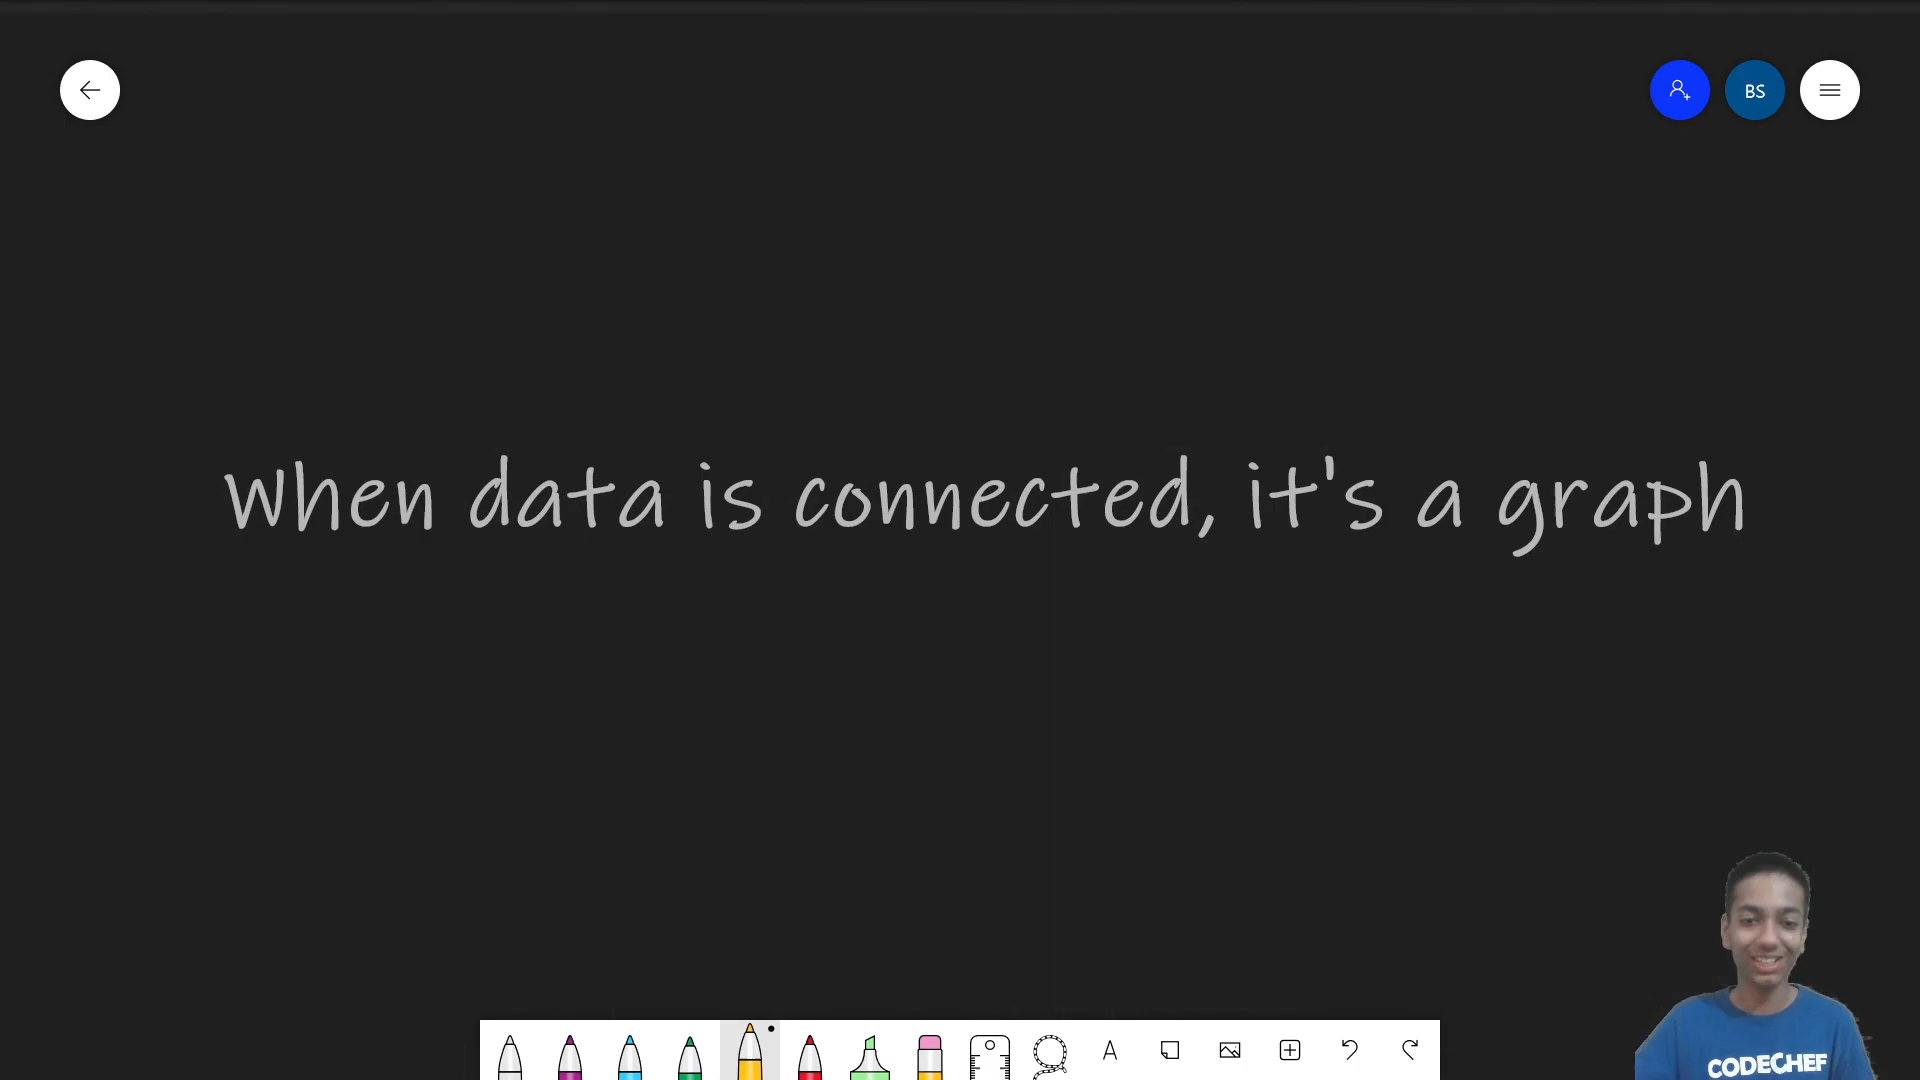 BS
When data is connected, it's a graph
A
CODECHEF